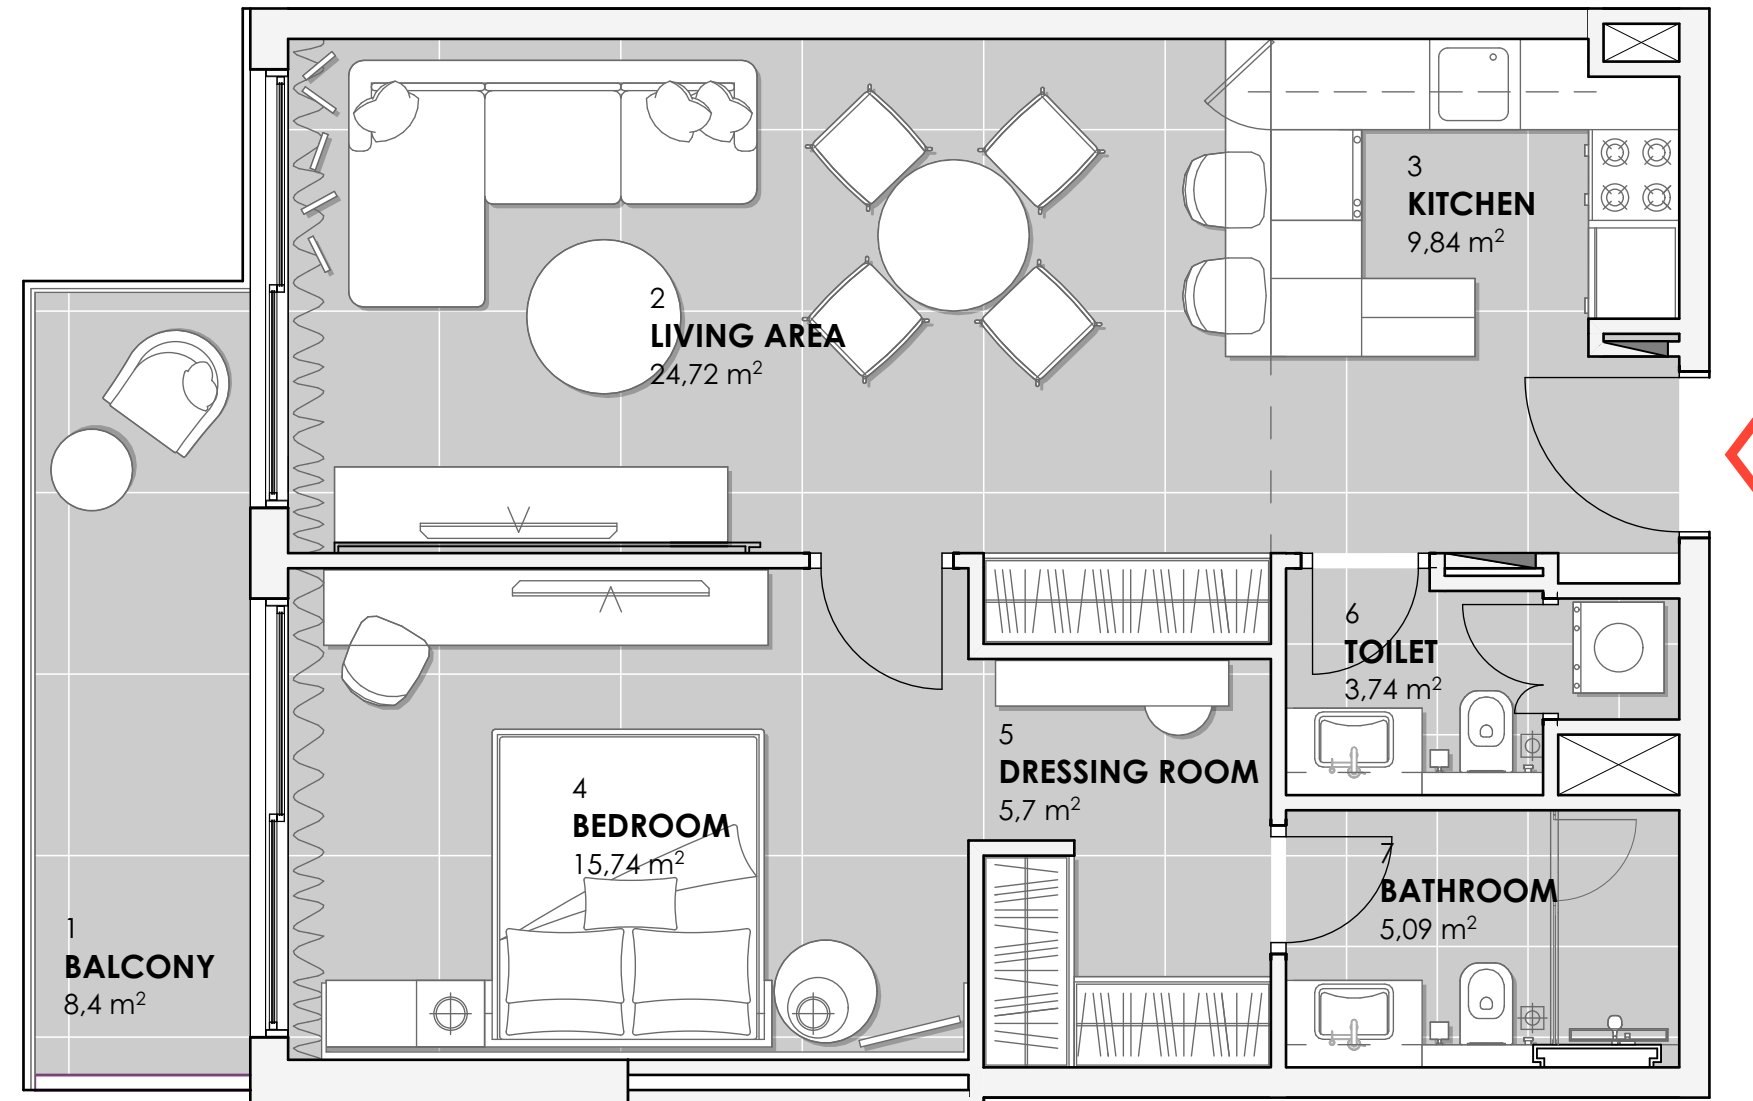 1
BALCONY
8,4 m²
2
LIVING AREA
24,72 m²
3
KITCHEN
9,84 m²
4
BEDROOM
15,74 m²
5
DRESSING ROOM
5,7 m²
6
TOILET
3,74 m²
7
BATHROOM
5,09 m²